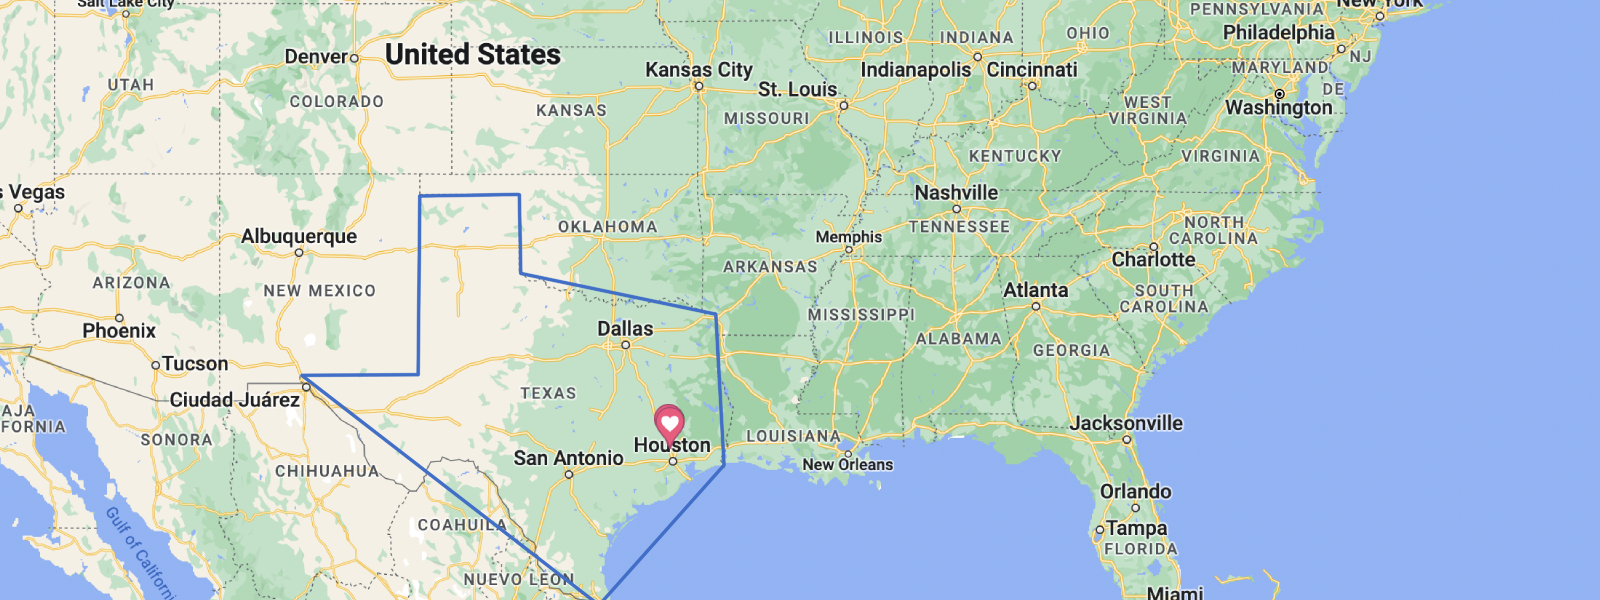 Salt Lake City
New York
PENNSYLVANIA
Philadelphia
ILLINOIS
INDIANA
OHIO
Denver
United States
NJ
Kansas City
Indianapolis
Cincinnati
MARYLAND
UTAH
St. Louis
DE
COLORADO
KANSAS
MISSOURI
WEST
VIRGINIA
Washington
KENTUCKY
VIRGINIA
s Vegas
Nashville
Albuquerque
OKLAHOMA
Memphis
TENNESSEE
NORTH
CAROLINA
ARIZONA
NEW MEXICO
ARKANSAS
Charlotte
Atlanta
SOUTH
CAROLINA
Phoenix
Dallas
MISSISSIPPI
ALABAMA
GEORGIA
Tucson
Ciudad Juárez
TEXAS
AJA
FORNIA
SONORA
Houston
LOUISIANA
Jacksonville
CHIHUAHUA
San Antonio
New Orleans
Orlando
Gulf of California
COAHUILA
Tampa
FLORIDA
NUEVO LEON
Miami